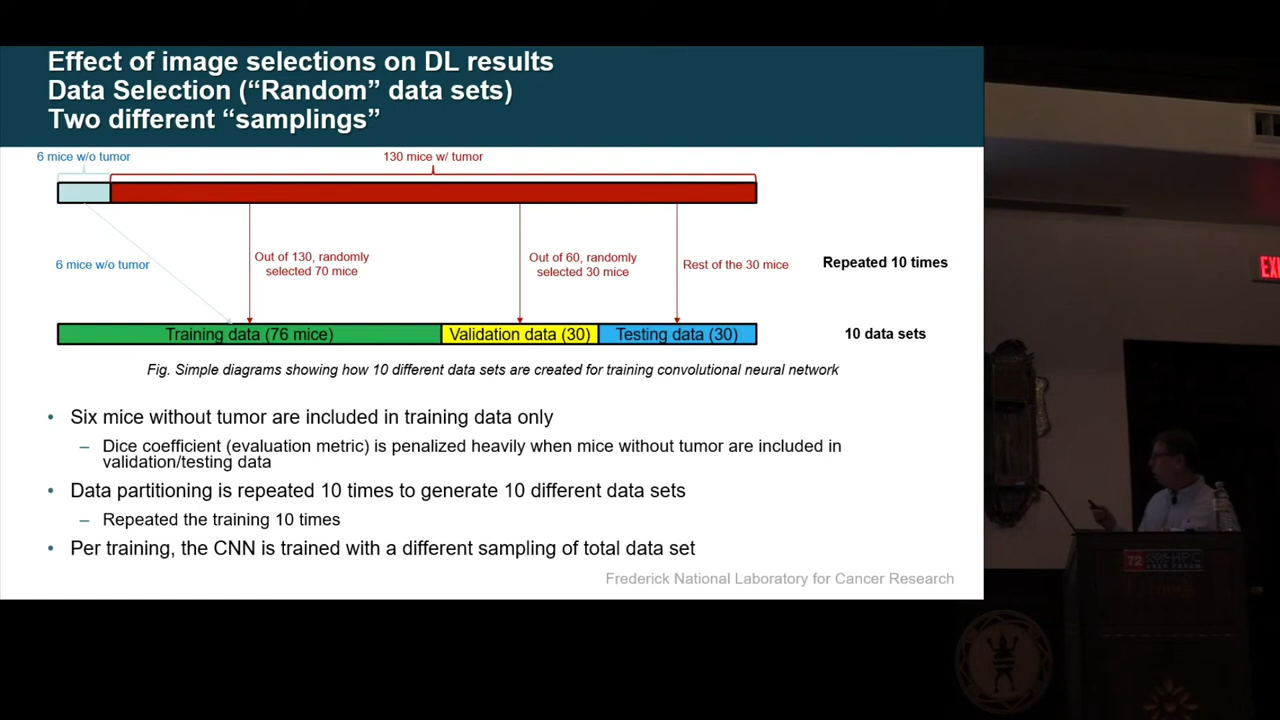 Effect of image selections on DL results
Data Selection (“Random” data sets)
Two different “samplings”
6 mice w/o tumor
130 mice w/ tumor
6 mice w/o tumor
Out of 130, randomly
selected 70 mice
Out of 60, randomly
selected 30 mice
Rest of the 30 mice
Repeated 10 times
Training data (76 mice)
Validation data (30)
Testing data (30)
10 data sets
Fig. Simple diagrams showing how 10 different data sets are created for training convolutional neural network
• Six mice without tumor are included in training data only
– Dice coefficient (evaluation metric) is penalized heavily when mice without tumor are included in
validation/testing data
• Data partitioning is repeated 10 times to generate 10 different data sets
– Repeated the training 10 times
• Per training, the CNN is trained with a different sampling of total data set
Frederick National Laboratory for Cancer Research
72
HPC
USER FORUM